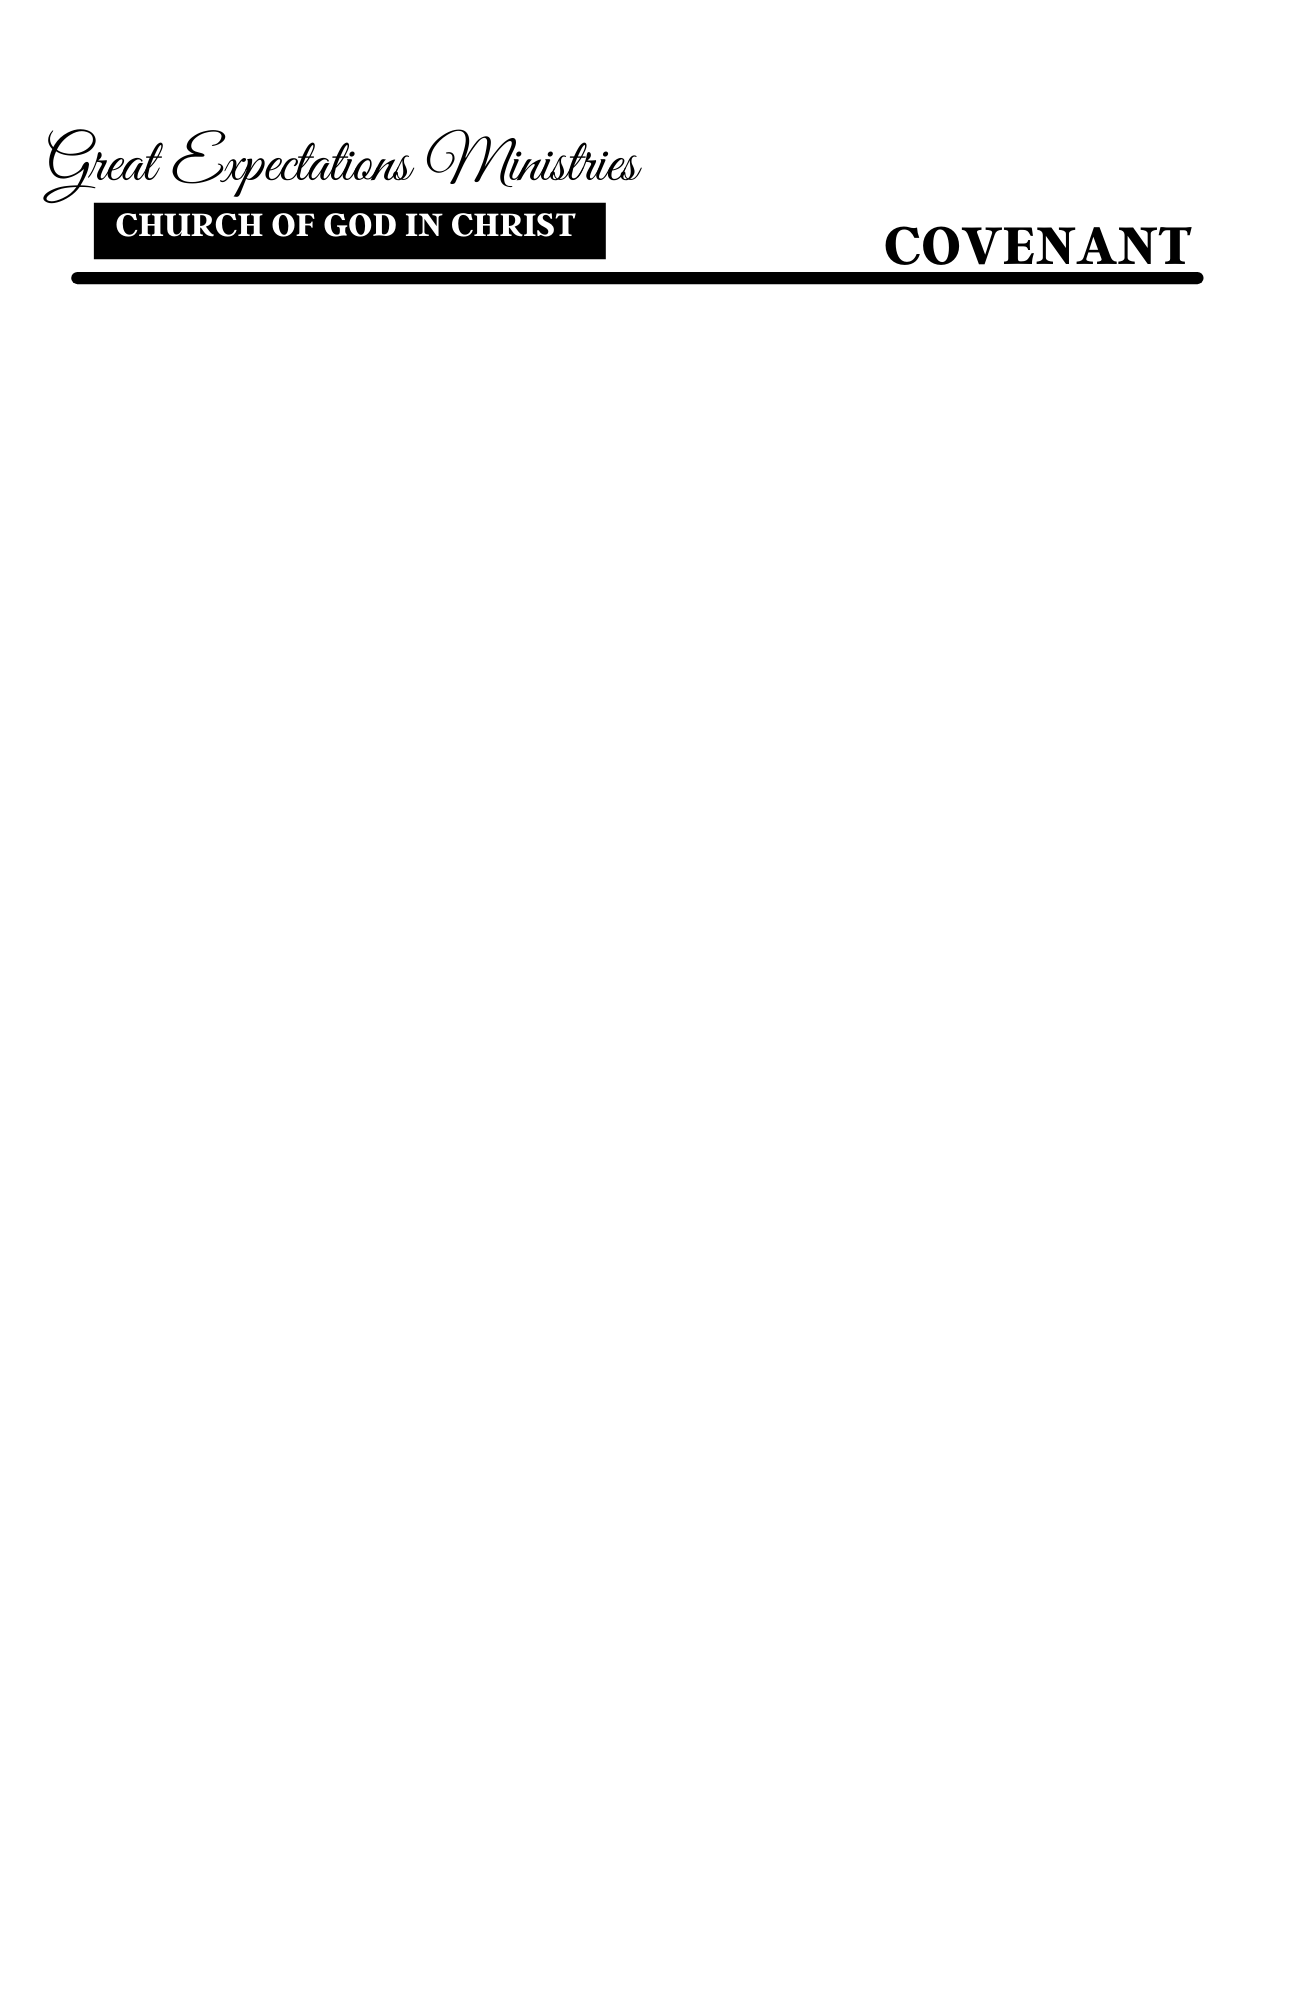 Great Expectations Ministries
CHURCH OF GOD IN CHRIST
COVENANT